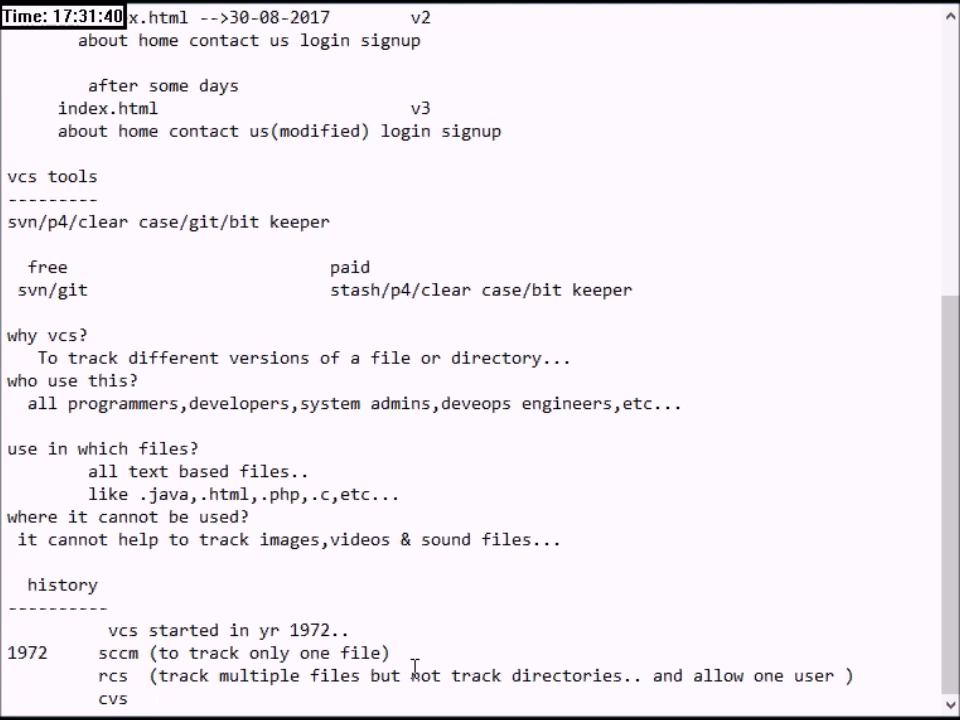 Time: 17:31:40
x.html -->30-08-2017 v2
about home contact us login signup
after some days
index.html v3
about home contact us(modified) login signup
vcs tools
---------
svn/p4/clear case/git/bit keeper
free paid
svn/git stash/p4/clear case/bit keeper
why vcs?
To track different versions of a file or directory...
who use this?
all programmers,developers,system admins,deveops engineers,etc...
use in which files?
all text based files..
like .java,.html,.php,.c,etc...
where it cannot be used?
it cannot help to track images,videos & sound files...
history
----------
vcs started in yr 1972..
1972 sccm (to track only one file)
rcs (track multiple files but not track directories.. and allow one user )
cvs